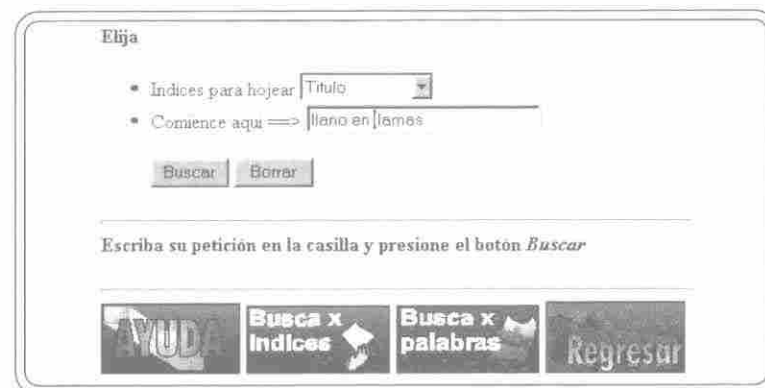 Elija
• Indices para hojear Titulo
• Comience aqui ==> llano en llamas
Buscar Borrar
Escriba su petición en la casilla y presione el botón Buscar
AYUDA
Busca x indices
Busca x palabras
Regresar